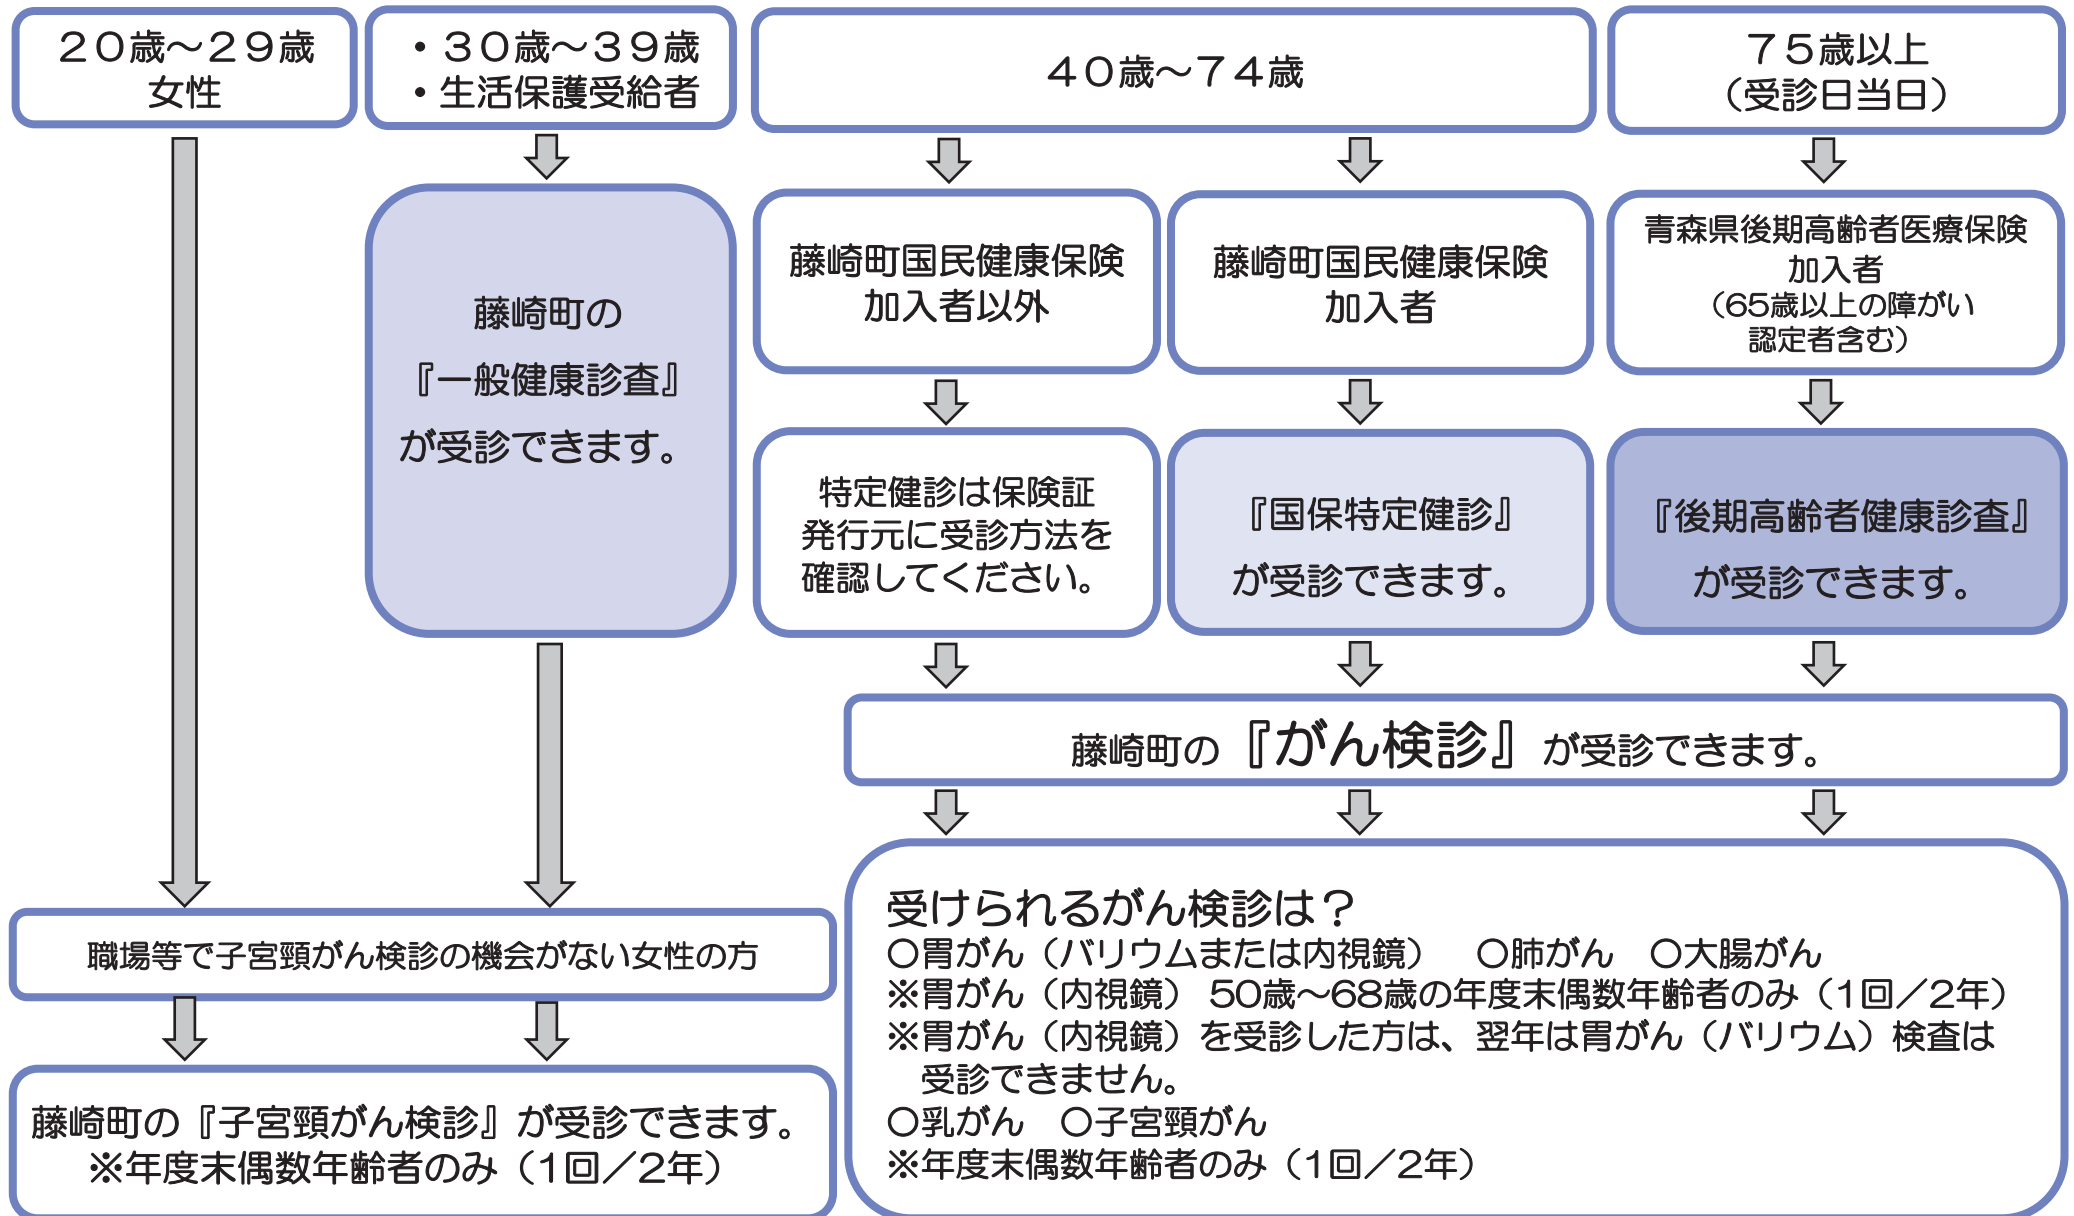 20歳～29歳
女性
・30歳～39歳
・生活保護受給者
40歳～74歳
75歳以上
（受診日当日）
藤崎町の
『一般健康診査』
が受診できます。
藤崎町国民健康保険
加入者以外
藤崎町国民健康保険
加入者
青森県後期高齢者医療保険
加入者
（65歳以上の障がい
認定者含む）
特定健診は保険証
発行元に受診方法を
確認してください。
『国保特定健診』
が受診できます。
『後期高齢者健康診査』
が受診できます。
藤崎町の『がん検診』が受診できます。
職場等で子宮頸がん検診の機会がない女性の方
藤崎町の『子宮頸がん検診』が受診できます。
※年度末偶数年齢者のみ（1回／2年）
受けられるがん検診は？
○胃がん（バリウムまたは内視鏡）　○肺がん　○大腸がん
※胃がん（内視鏡）　50歳～68歳の年度末偶数年齢者のみ（1回／2年）
※胃がん（内視鏡）を受診した方は、翌年は胃がん（バリウム）検査は
受診できません。
○乳がん　○子宮頸がん
※年度末偶数年齢者のみ（1回／2年）